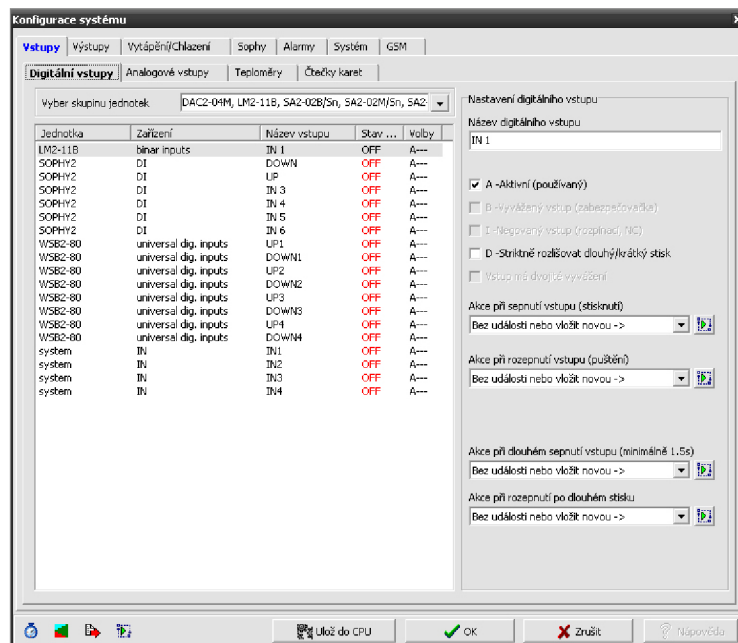 Konfigurace systému
Vstupy Výstupy Vytápění/Chlazení Sophy Alarmy Systém GSM
Digitální vstupy Analogové vstupy Teploměry Čtečky karet
Vyber skupinu jednotek DAC2-04M, LM2-11B, SA2-02B/Sn, SA2-02M/Sn, SA2-
Jednotka Zařízení Název vstupu Stav ... Volby
LM2-11B binar inputs IN 1 OFF A---
SOPHY2 DI DOWN OFF A---
SOPHY2 DI UP OFF A---
SOPHY2 DI IN 3 OFF A---
SOPHY2 DI IN 4 OFF A---
SOPHY2 DI IN 5 OFF A---
SOPHY2 DI IN 6 OFF A---
WSB2-80 universal dig. inputs UP1 OFF A---
WSB2-80 universal dig. inputs DOWN1 OFF A---
WSB2-80 universal dig. inputs UP2 OFF A---
WSB2-80 universal dig. inputs DOWN2 OFF A---
WSB2-80 universal dig. inputs UP3 OFF A---
WSB2-80 universal dig. inputs DOWN3 OFF A---
WSB2-80 universal dig. inputs UP4 OFF A---
WSB2-80 universal dig. inputs DOWN4 OFF A---
system IN IN1 OFF A---
system IN IN2 OFF A---
system IN IN3 OFF A---
system IN IN4 OFF A---
Nastavení digitálního vstupu
Název digitálního vstupu
IN 1
A -Aktivní (používaný)
B -Vyvážený vstup (zabezpečovačka)
I -Negovaný vstup (rozpínací, NC)
D -Striktně rozlišovat dlouhý/krátký stisk
Vstup má dvojité vyvážení
Akce při sepnutí vstupu (stisknutí)
Bez události nebo vložit novou ->
Akce při rozepnutí vstupu (puštění)
Bez události nebo vložit novou ->
Akce při dlouhém sepnutí vstupu (minimálně 1.5s)
Bez události nebo vložit novou ->
Akce při rozepnutí po dlouhém stisku
Bez události nebo vložit novou ->
Ulož do CPU OK Zrušit Nápověda